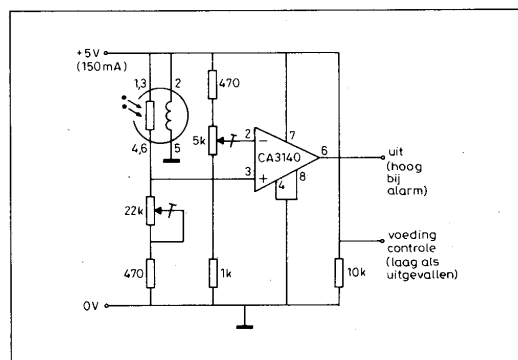 +5V
(150mA)
1,3
2
470
4,6
5
5k
2
7
CA3140
6
3
4
8
uit
(hoog
bij
alarm)
22k
voeding
controle
(laag als
uitgevallen)
470
1k
10k
0V